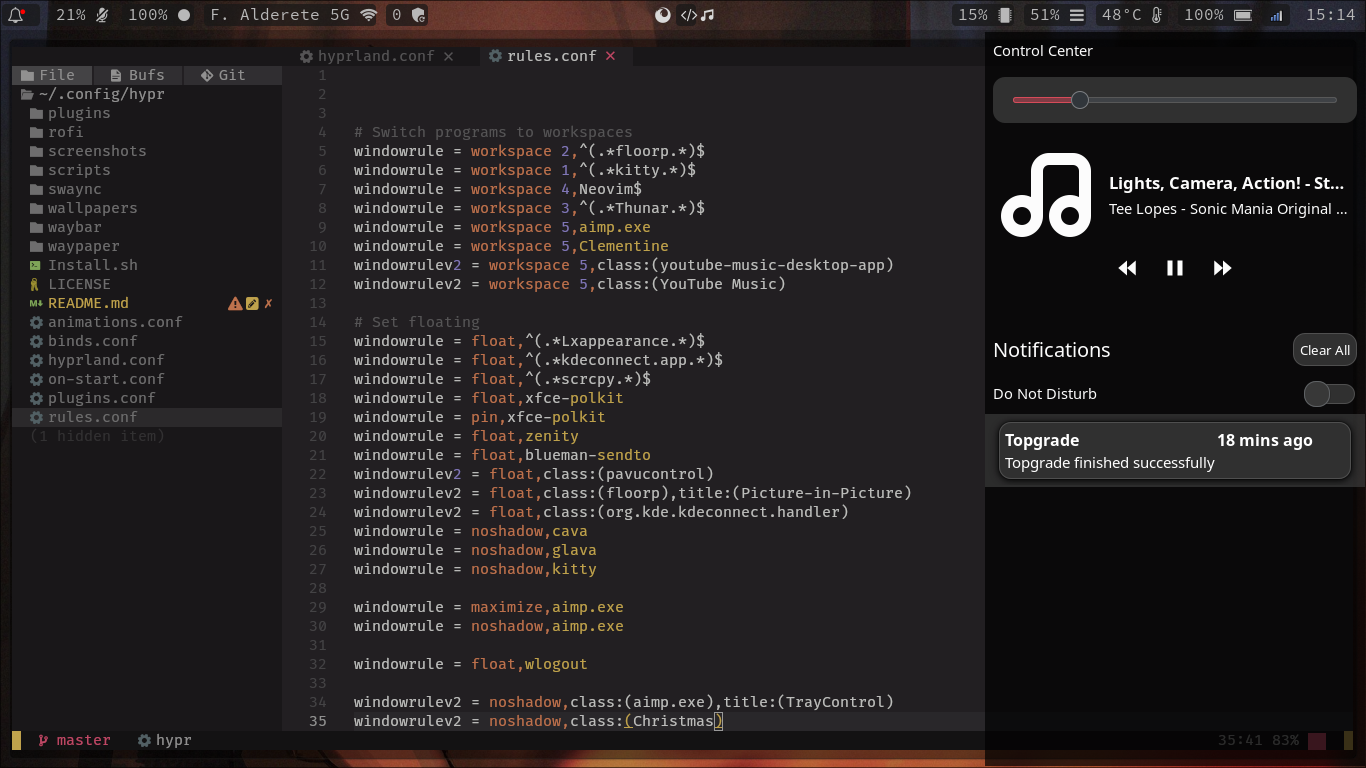 21% 100% F. Alderete 5G 0 </> 15% 51% 48°C 100% 15:14
hyprland.conf × rules.conf ×
File Bufs Git
~/.config/hypr
plugins
rofi
screenshots
scripts
swaync
wallpapers
waybar
waypaper
Install.sh
LICENSE
README.md
animations.conf
binds.conf
hyprland.conf
on-start.conf
plugins.conf
rules.conf
(1 hidden item)
1
2
3
4 # Switch programs to workspaces
5 windowrule = workspace 2,^(.*floorp.*)$
6 windowrule = workspace 1,^(.*kitty.*)$
7 windowrule = workspace 4,Neovim$
8 windowrule = workspace 3,^(.*Thunar.*)$
9 windowrule = workspace 5,aimp.exe
10 windowrule = workspace 5,Clementine
11 windowrulev2 = workspace 5,class:(youtube-music-desktop-app)
12 windowrulev2 = workspace 5,class:(YouTube Music)
13
14 # Set floating
15 windowrule = float,^(.*Lxappearance.*)$
16 windowrule = float,^(.*kdeconnect.app.*)$
17 windowrule = float,^(.*scrcpy.*)$
18 windowrule = float,xfce-polkit
19 windowrule = pin,xfce-polkit
20 windowrule = float,zenity
21 windowrule = float,blueman-sendto
22 windowrulev2 = float,class:(pavucontrol)
23 windowrulev2 = float,class:(floorp),title:(Picture-in-Picture)
24 windowrulev2 = float,class:(org.kde.kdeconnect.handler)
25 windowrule = noshadow,cava
26 windowrule = noshadow,glava
27 windowrule = noshadow,kitty
28
29 windowrule = maximize,aimp.exe
30 windowrule = noshadow,aimp.exe
31
32 windowrule = float,wlogout
33
34 windowrulev2 = noshadow,class:(aimp.exe),title:(TrayControl)
35 windowrulev2 = noshadow,class:(Christmas)
master hypr 35:41 83%
Control Center
Lights, Camera, Action! - St...
Tee Lopes - Sonic Mania Original ...
Notifications Clear All
Do Not Disturb
Topgrade 18 mins ago
Topgrade finished successfully